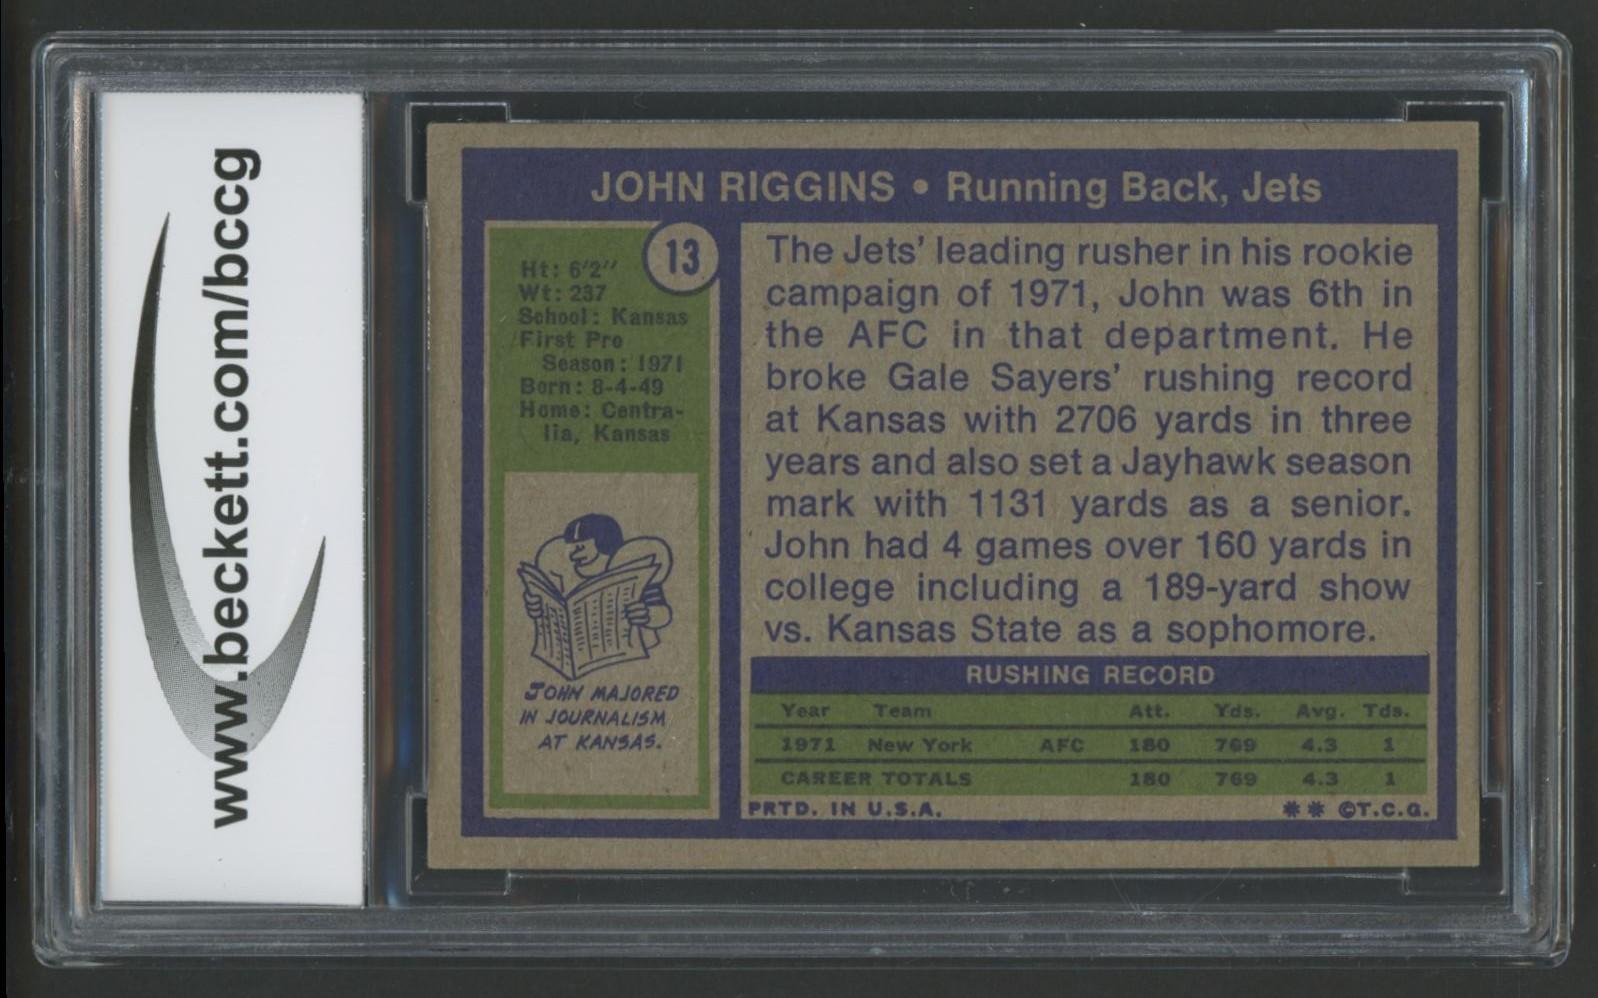 www.beckett.com/bccg
JOHN RIGGINS • Running Back, Jets
13
Ht: 6'2''
Wt: 237
School: Kansas
First Pro
Season: 1971
Born: 8-4-49
Home: Centra-
lia, Kansas
JOHN MAJORED
IN JOURNALISM
AT KANSAS.
The Jets' leading rusher in his rookie
campaign of 1971, John was 6th in
the AFC in that department. He
broke Gale Sayers' rushing record
at Kansas with 2706 yards in three
years and also set a Jayhawk season
mark with 1131 yards as a senior.
John had 4 games over 160 yards in
college including a 189-yard show
vs. Kansas State as a sophomore.
RUSHING RECORD
Year Team Att. Yds. Avg. Tds.
1971 New York AFC 180 769 4.3 1
CAREER TOTALS 180 769 4.3 1
PRTD. IN U.S.A. ** ©T.C.G.